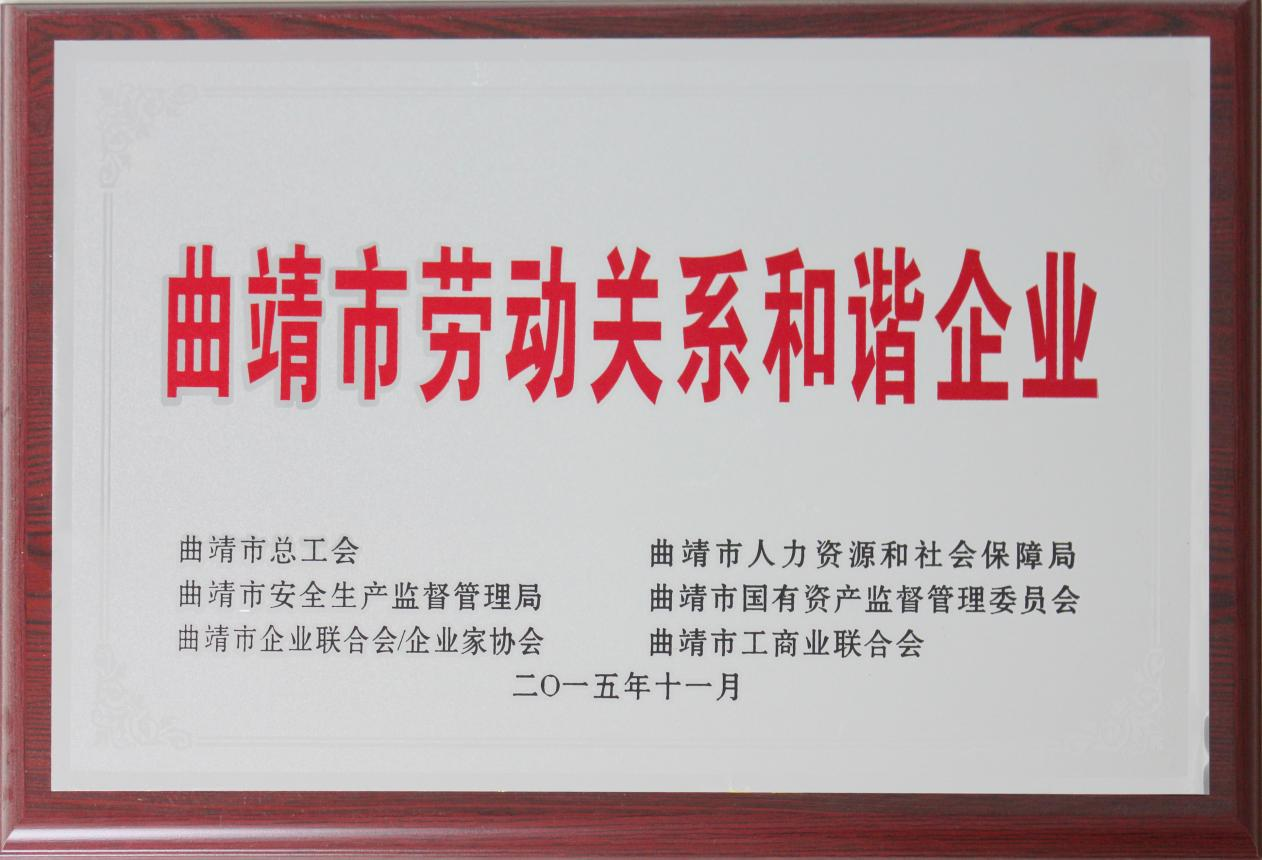 曲靖市劳动关系和谐企业
曲靖市总工会
曲靖市人力资源和社会保障局
曲靖市安全生产监督管理局
曲靖市国有资产监督管理委员会
曲靖市企业联合会/企业家协会
曲靖市工商业联合会
二O一五年十一月